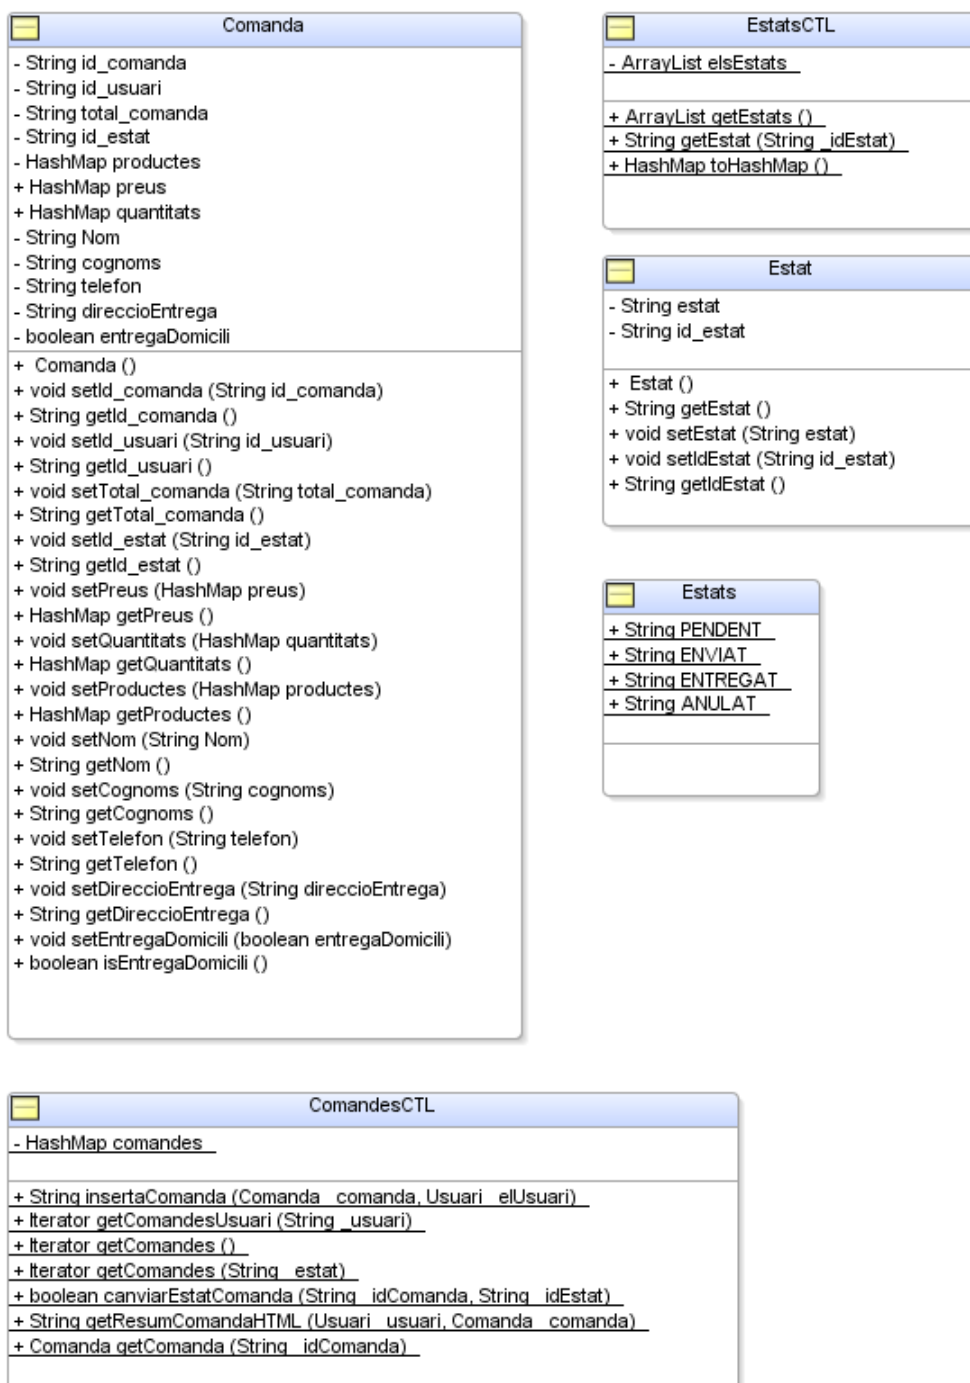 Comanda
- String id_comanda
- String id_usuari
- String total_comanda
- String id_estat
- HashMap productes
+ HashMap preus
+ HashMap quantitats
- String Nom
- String cognoms
- String telefon
- String direccioEntrega
- boolean entregaDomicili
+ Comanda ()
+ void setId_comanda (String id_comanda)
+ String getId_comanda ()
+ void setId_usuari (String id_usuari)
+ String getId_usuari ()
+ void setTotal_comanda (String total_comanda)
+ String getTotal_comanda ()
+ void setId_estat (String id_estat)
+ String getId_estat ()
+ void setPreus (HashMap preus)
+ HashMap getPreus ()
+ void setQuantitats (HashMap quantitats)
+ HashMap getQuantitats ()
+ void setProductes (HashMap productes)
+ HashMap getProductes ()
+ void setNom (String Nom)
+ String getNom ()
+ void setCognoms (String cognoms)
+ String getCognoms ()
+ void setTelefon (String telefon)
+ String getTelefon ()
+ void setDireccioEntrega (String direccioEntrega)
+ String getDireccioEntrega ()
+ void setEntregaDomicili (boolean entregaDomicili)
+ boolean isEntregaDomicili ()
EstatsCTL
- ArrayList elsEstats
+ ArrayList getEstats ()
+ String getEstat (String _idEstat)
+ HashMap toHashMap ()
Estat
- String estat
- String id_estat
+ Estat ()
+ String getEstat ()
+ void setEstat (String estat)
+ void setIdEstat (String id_estat)
+ String getIdEstat ()
Estats
+ String PENDENT
+ String ENVIAT
+ String ENTREGAT
+ String ANULAT
ComandesCTL
- HashMap comandes
+ String insertaComanda (Comanda _comanda, Usuari _elUsuari)
+ Iterator getComandesUsuari (String _usuari)
+ Iterator getComandes ()
+ Iterator getComandes (String _estat)
+ boolean canviarEstatComanda (String _idComanda, String _idEstat)
+ String getResumComandaHTML (Usuari _usuari, Comanda _comanda)
+ Comanda getComanda (String _idComanda)